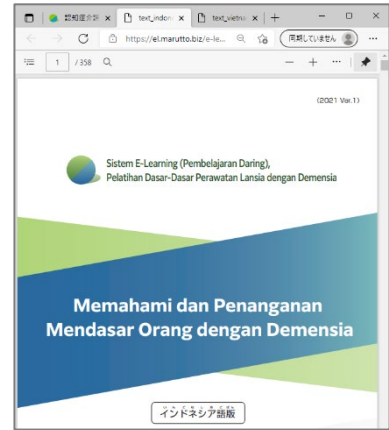 認知症介護
text_indon
text_vietn
https://el.marutto.biz/e-le...
同期していません
1 /358
(2021 Ver.1)
Sistem E-Learning (Pembelajaran Daring),
Pelatihan Dasar-Dasar Perawatan Lansia dengan Demensia
Memahami dan Penanganan
Mendasar Orang dengan Demensia
インドネシア語版